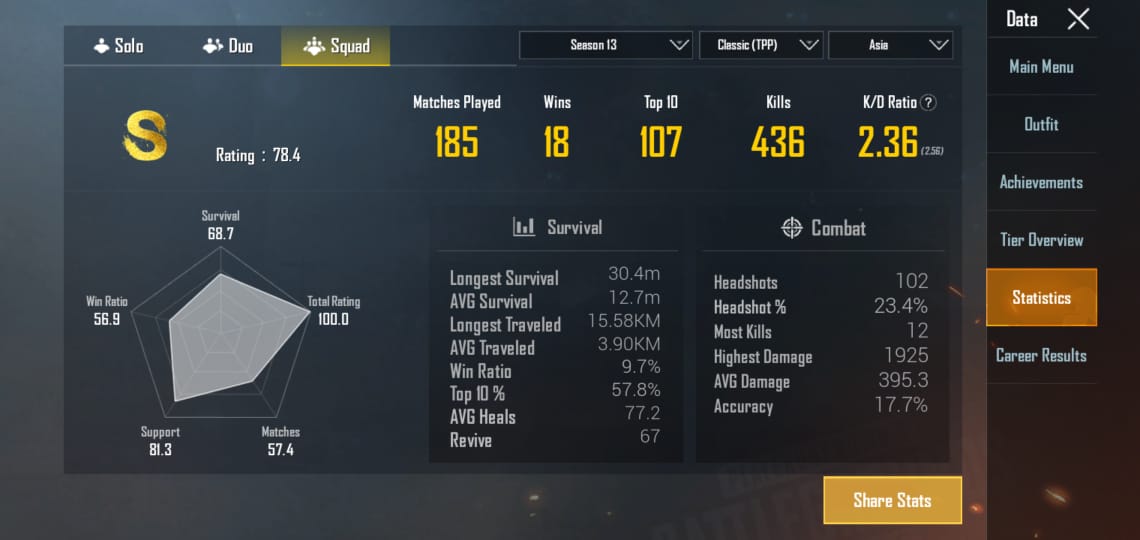 Solo
Duo
Squad
Season 13
Classic (TPP)
Asia
Data
Main Menu
Outfit
Achievements
Tier Overview
Statistics
Career Results
S
Rating : 78.4
Matches Played
185
Wins
18
Top 10
107
Kills
436
K/D Ratio ?
2.36 (2.56)
Survival
68.7
Win Ratio
56.9
Total Rating
100.0
Support
81.3
Matches
57.4
Survival
Longest Survival 30.4m
AVG Survival 12.7m
Longest Traveled 15.58KM
AVG Traveled 3.90KM
Win Ratio 9.7%
Top 10 % 57.8%
AVG Heals 77.2
Revive 67
Combat
Headshots 102
Headshot % 23.4%
Most Kills 12
Highest Damage 1925
AVG Damage 395.3
Accuracy 17.7%
Share Stats